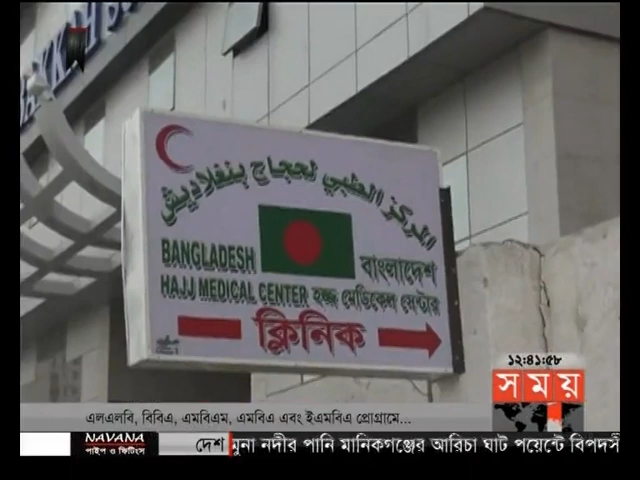 المركز الطبي لحجاج بنغلاديش
BANGLADESH বাংলাদেশ
HAJJ MEDICAL CENTER হজ্জ মেডিকেল সেন্টার
ক্লিনিক
১২:৪১:৫৮
সময়
এলএলবি, বিবিএ, এমবিএম, এমবিএ এবং ইএমবিএ প্রোগ্রামে...
NAVANA
পাইপ ও ফিটিংস
দেশ
মুনা নদীর পানি মানিকগঞ্জের আরিচা ঘাট পয়েন্টে বিপদসী